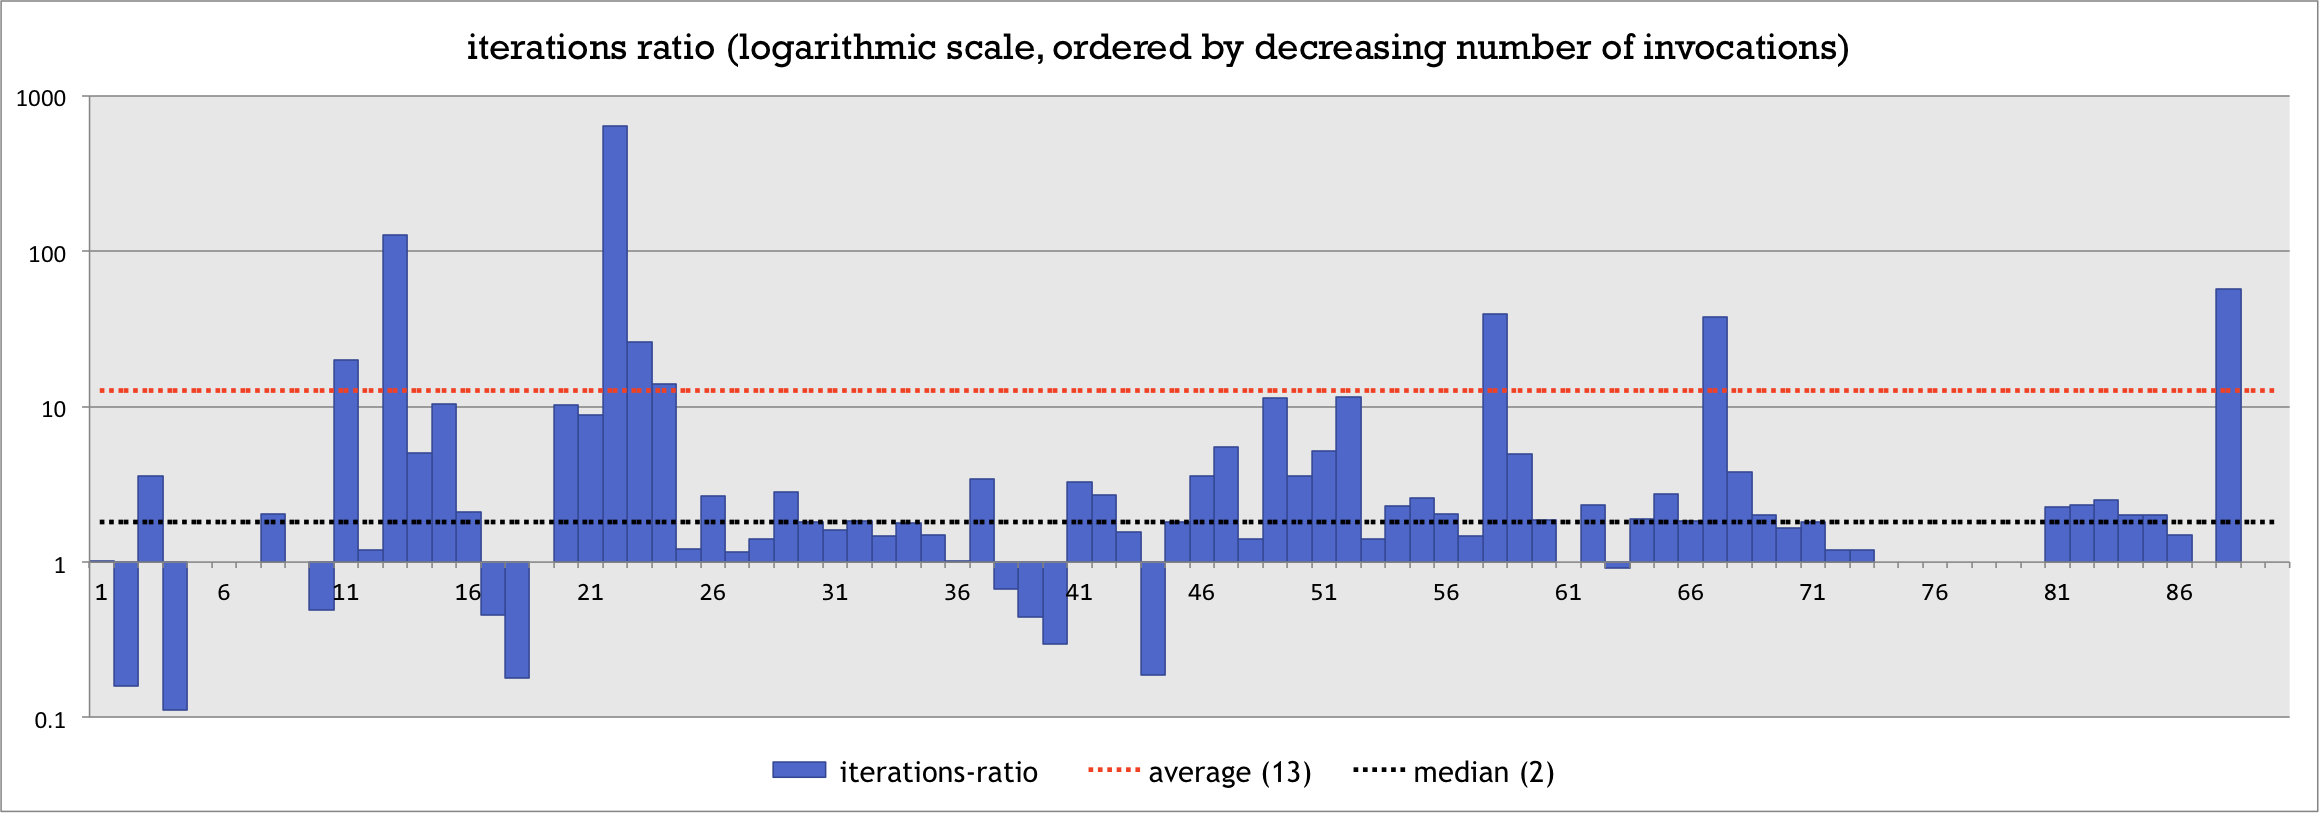 iterations ratio (logarithmic scale, ordered by decreasing number of invocations)
1000
100
10
1
0.1
1 6 11 16 21 26 31 36 41 46 51 56 61 66 71 76 81 86
iterations-ratio average (13) median (2)